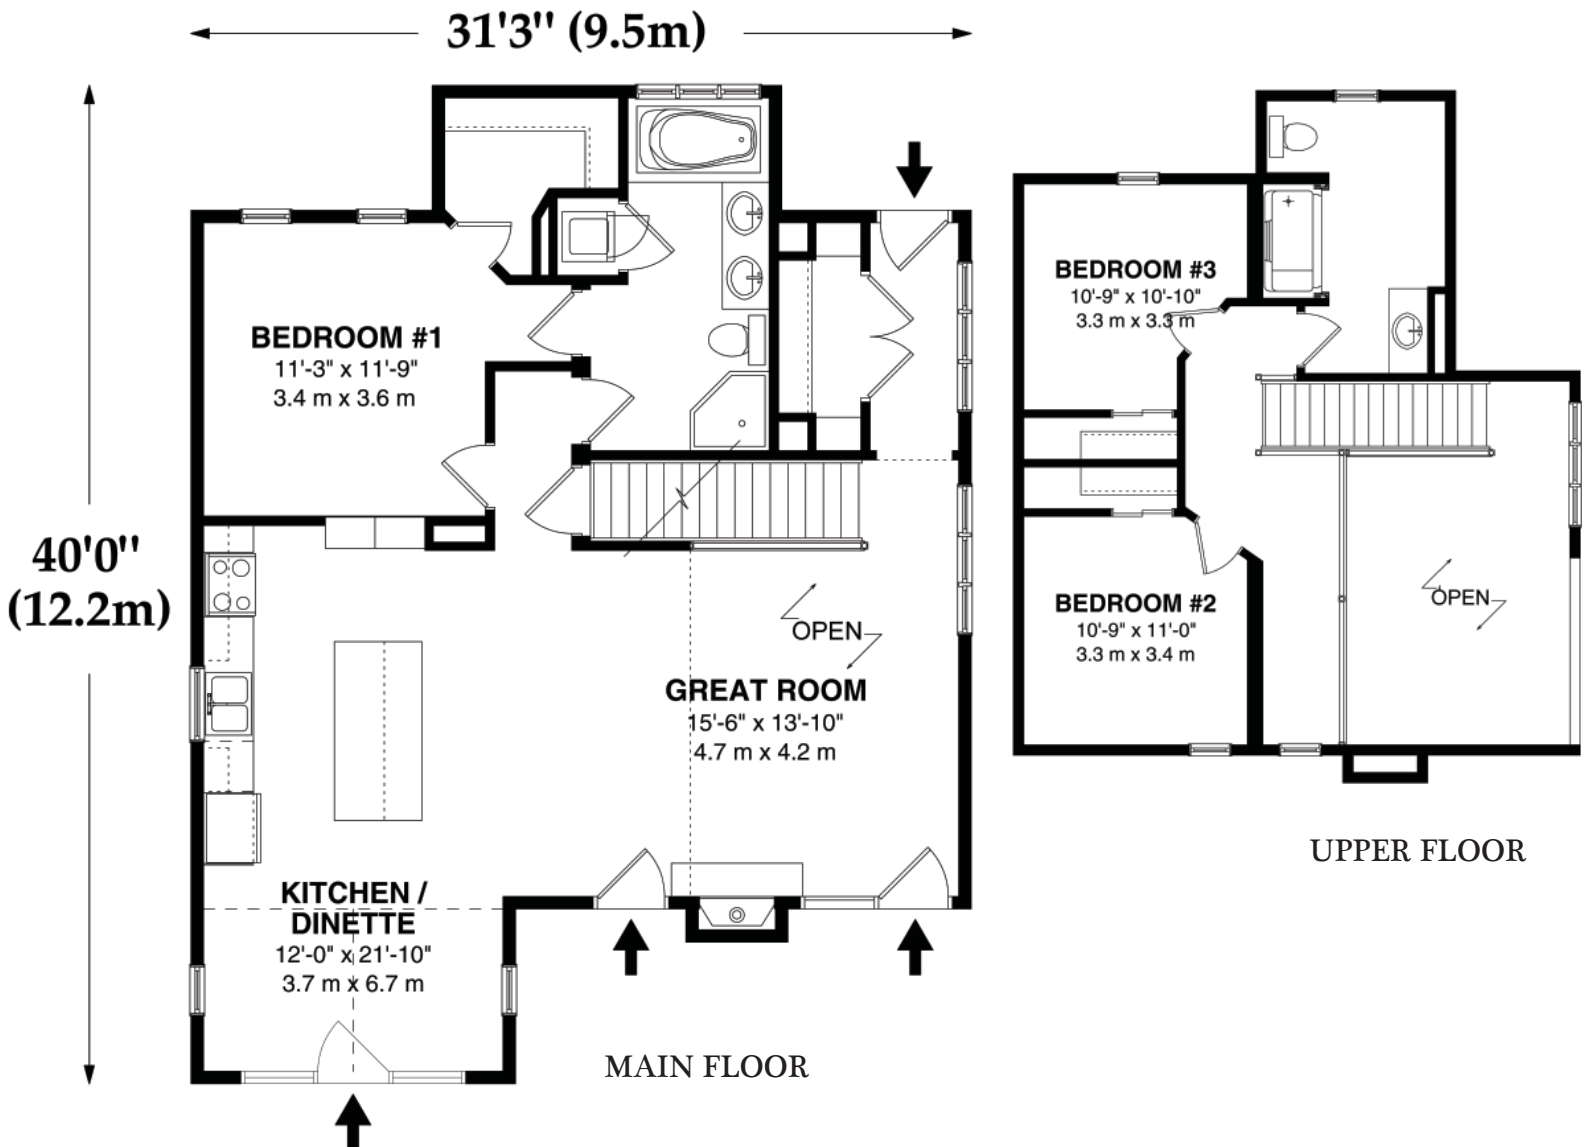 31'3" (9.5m)
40'0"
(12.2m)
BEDROOM #1
11'-3" x 11'-9"
3.4 m x 3.6 m
OPEN
GREAT ROOM
15'-6" x 13'-10"
4.7 m x 4.2 m
KITCHEN /
DINETTE
12'-0" x 21'-10"
3.7 m x 6.7 m
MAIN FLOOR
BEDROOM #3
10'-9" x 10'-10"
3.3 m x 3.3 m
BEDROOM #2
10'-9" x 11'-0"
3.3 m x 3.4 m
OPEN
UPPER FLOOR